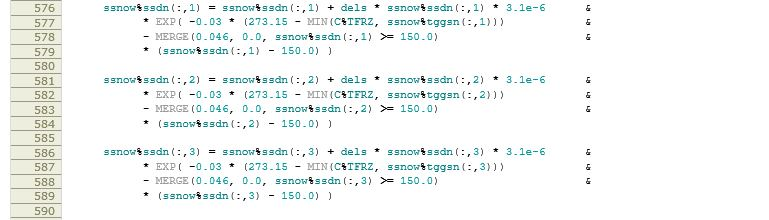 576 ssnow%ssdn(:,1) = ssnow%ssdn(:,1) + dels * ssnow%ssdn(:,1) * 3.1e-6 &
577 * EXP( -0.03 * (273.15 - MIN(C%TFRZ, ssnow%tggsn(:,1))) &
578 - MERGE(0.046, 0.0, ssnow%ssdn(:,1) >= 150.0) &
579 * (ssnow%ssdn(:,1) - 150.0) )
580
581 ssnow%ssdn(:,2) = ssnow%ssdn(:,2) + dels * ssnow%ssdn(:,2) * 3.1e-6 &
582 * EXP( -0.03 * (273.15 - MIN(C%TFRZ, ssnow%tggsn(:,2))) &
583 - MERGE(0.046, 0.0, ssnow%ssdn(:,2) >= 150.0) &
584 * (ssnow%ssdn(:,2) - 150.0) )
585
586 ssnow%ssdn(:,3) = ssnow%ssdn(:,3) + dels * ssnow%ssdn(:,3) * 3.1e-6 &
587 * EXP( -0.03 * (273.15 - MIN(C%TFRZ, ssnow%tggsn(:,3))) &
588 - MERGE(0.046, 0.0, ssnow%ssdn(:,3) >= 150.0) &
589 * (ssnow%ssdn(:,3) - 150.0) )
590